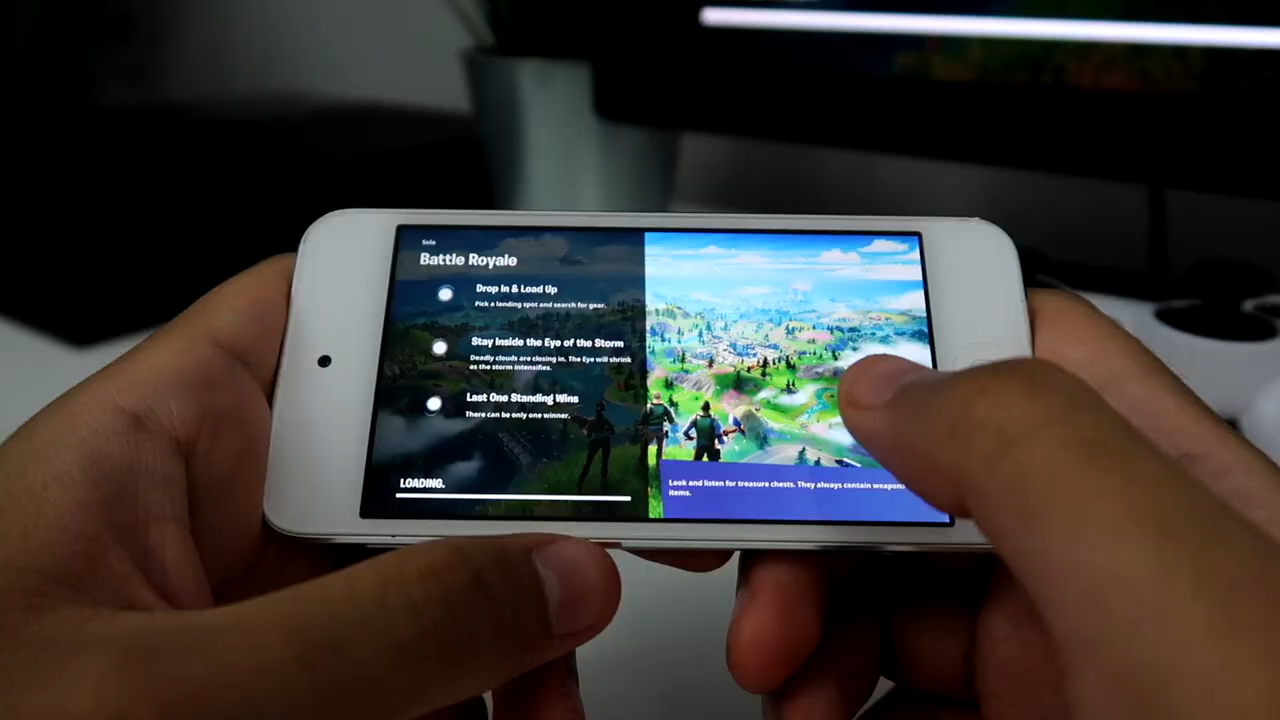 Solo
Battle Royale
Drop In & Load Up
Pick a landing spot and search for gear.
Stay Inside the Eye of the Storm
Deadly clouds are closing in. The Eye will shrink
as the storm intensifies.
Last One Standing Wins
There can be only one winner.
LOADING.
Look and listen for treasure chests. They always contain weapons
items.